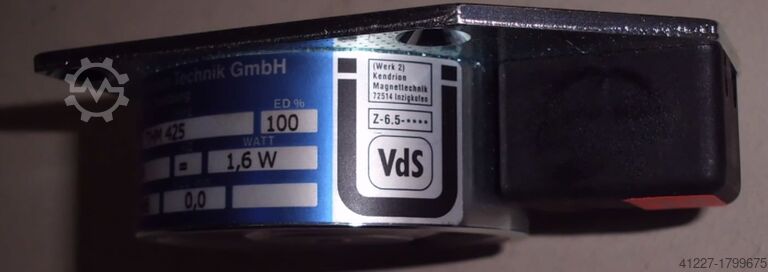 Technik GmbH
ED %
THM 425
100
WATT
=
1,6 W
0,0
(Werk 2)
Kendrion
Magnettechnik
72514 Inzigkofen
Z-6.5-•••••
VdS
41227-1799675